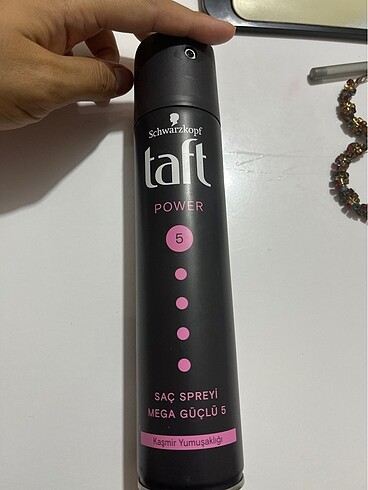 Schwarzkopf
taft
POWER
5
SAÇ SPREYİ
MEGA GÜÇLÜ 5
Kaşmir Yumuşaklığı